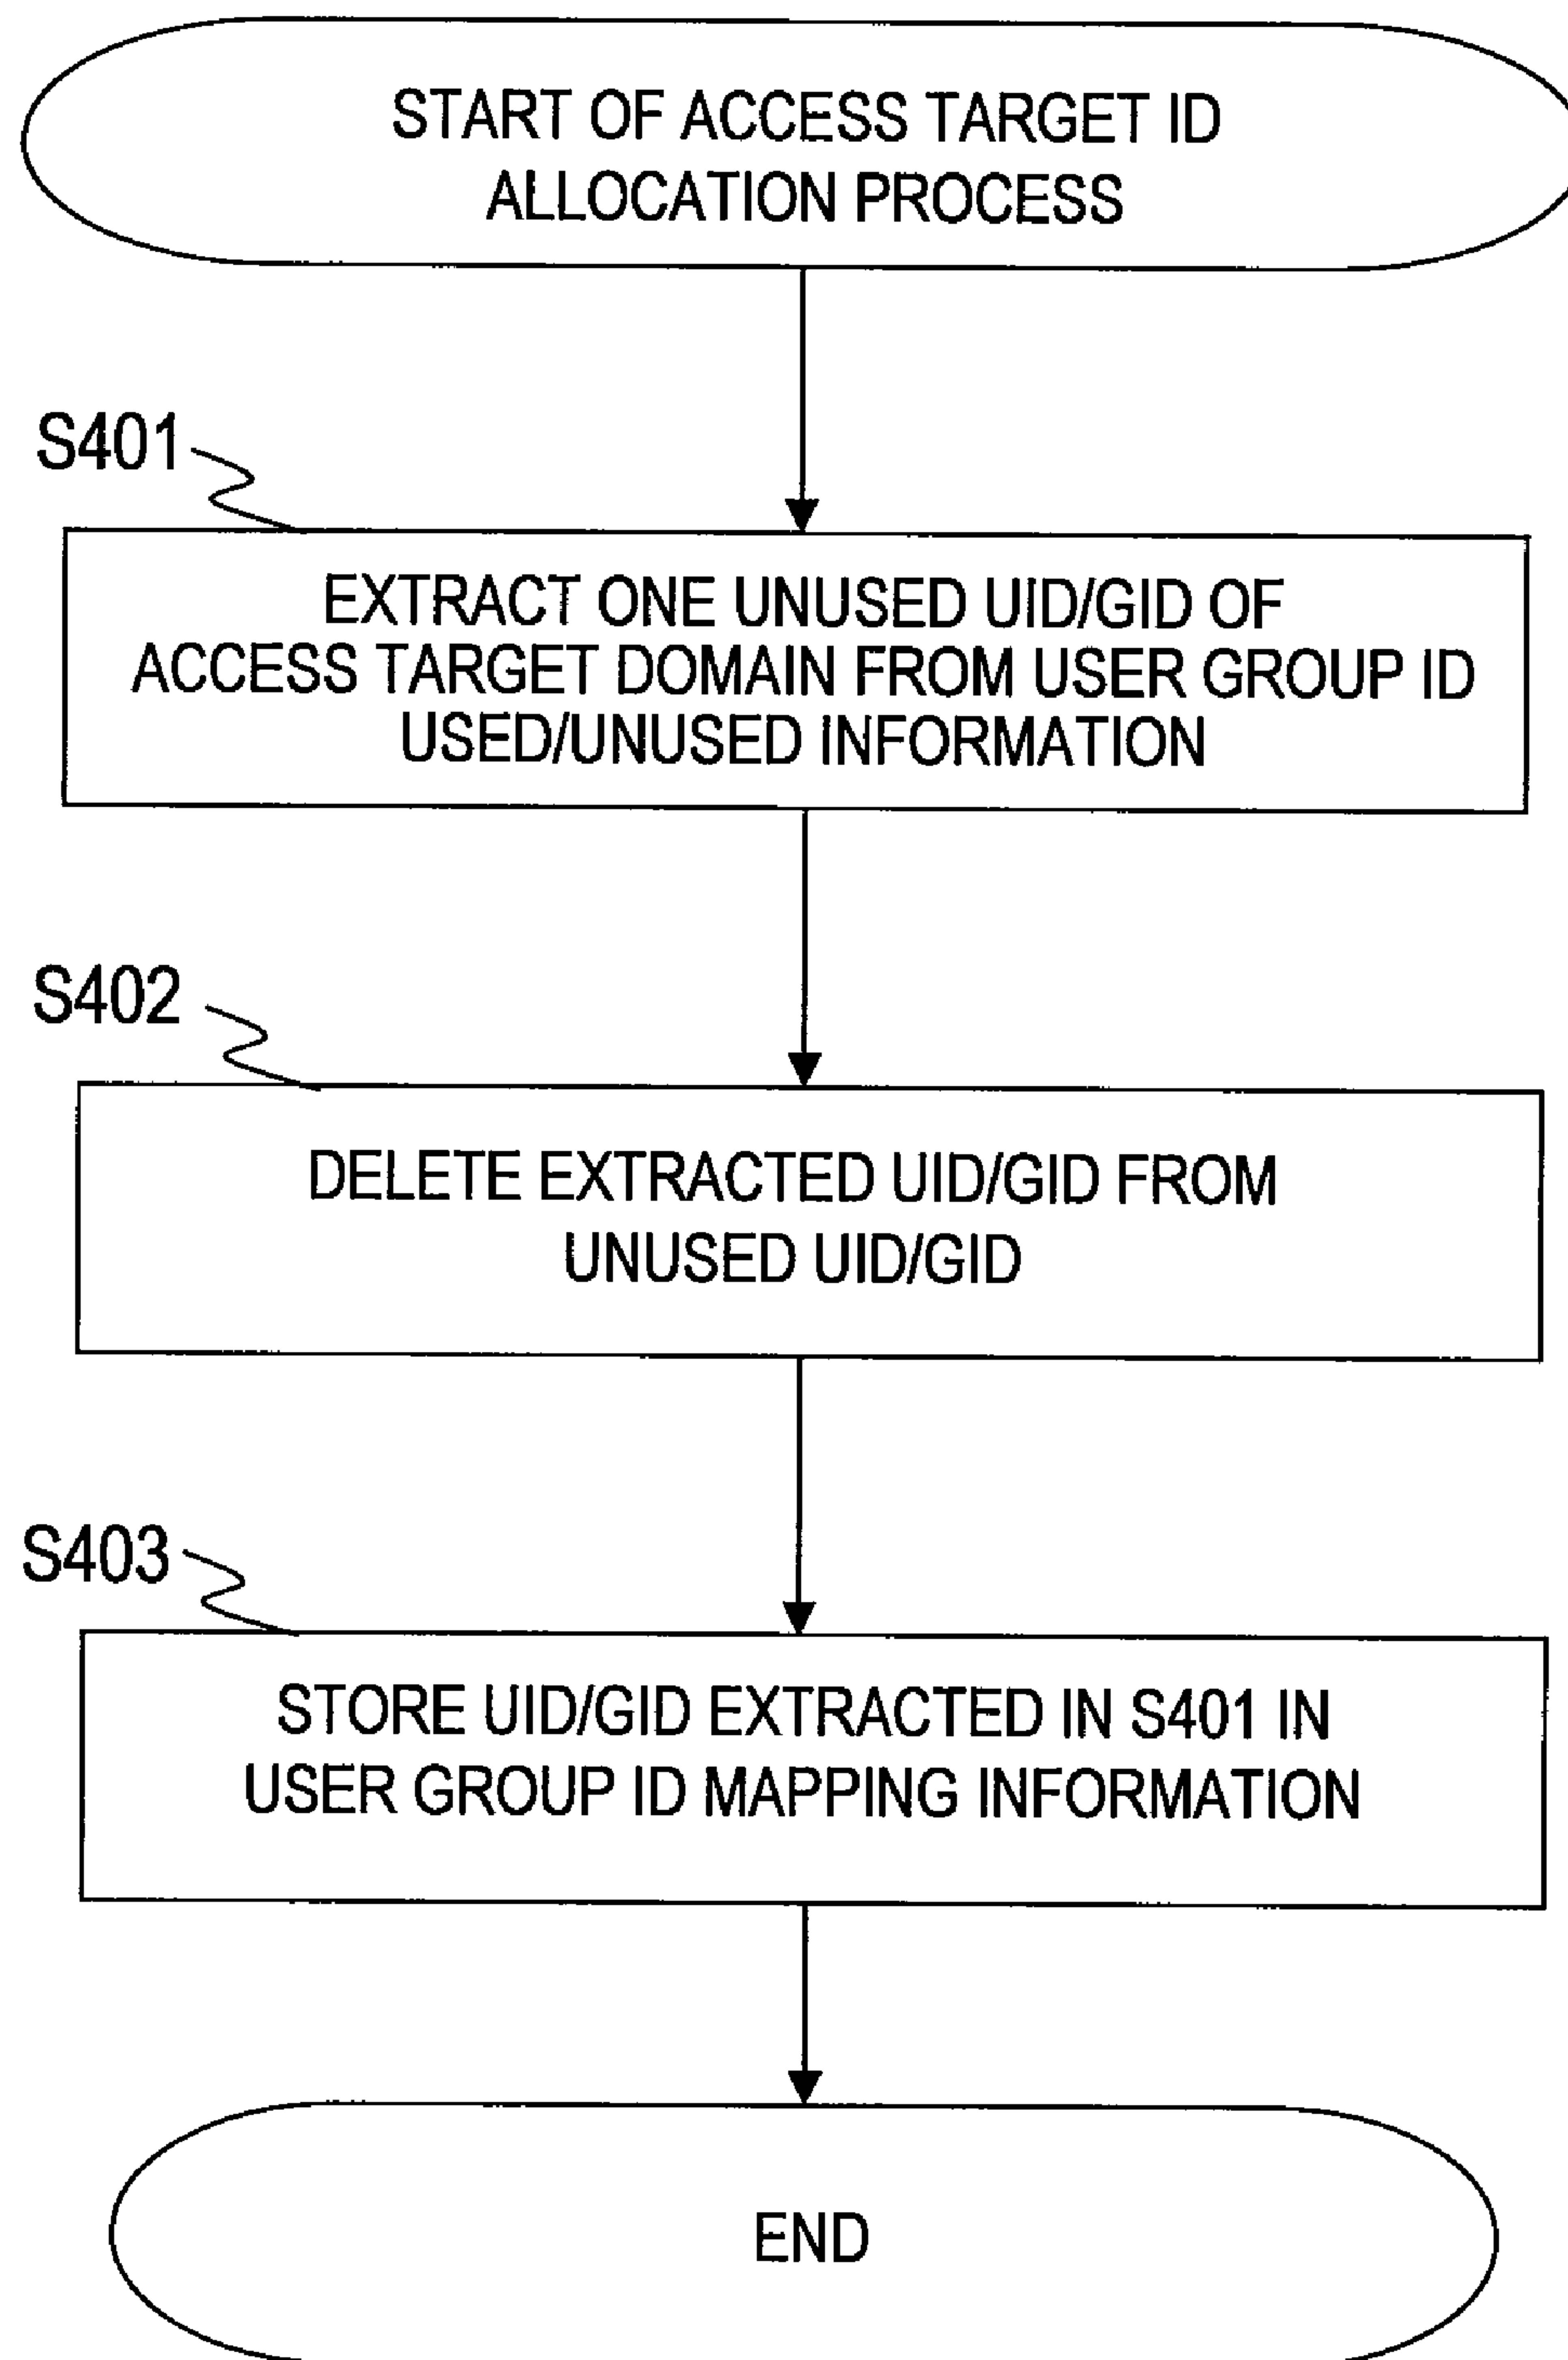 START OF ACCESS TARGET ID
ALLOCATION PROCESS
S401
EXTRACT ONE UNUSED UID/GID OF
ACCESS TARGET DOMAIN FROM USER GROUP ID
USED/UNUSED INFORMATION
S402
DELETE EXTRACTED UID/GID FROM
UNUSED UID/GID
S403
STORE UID/GID EXTRACTED IN S401 IN
USER GROUP ID MAPPING INFORMATION
END